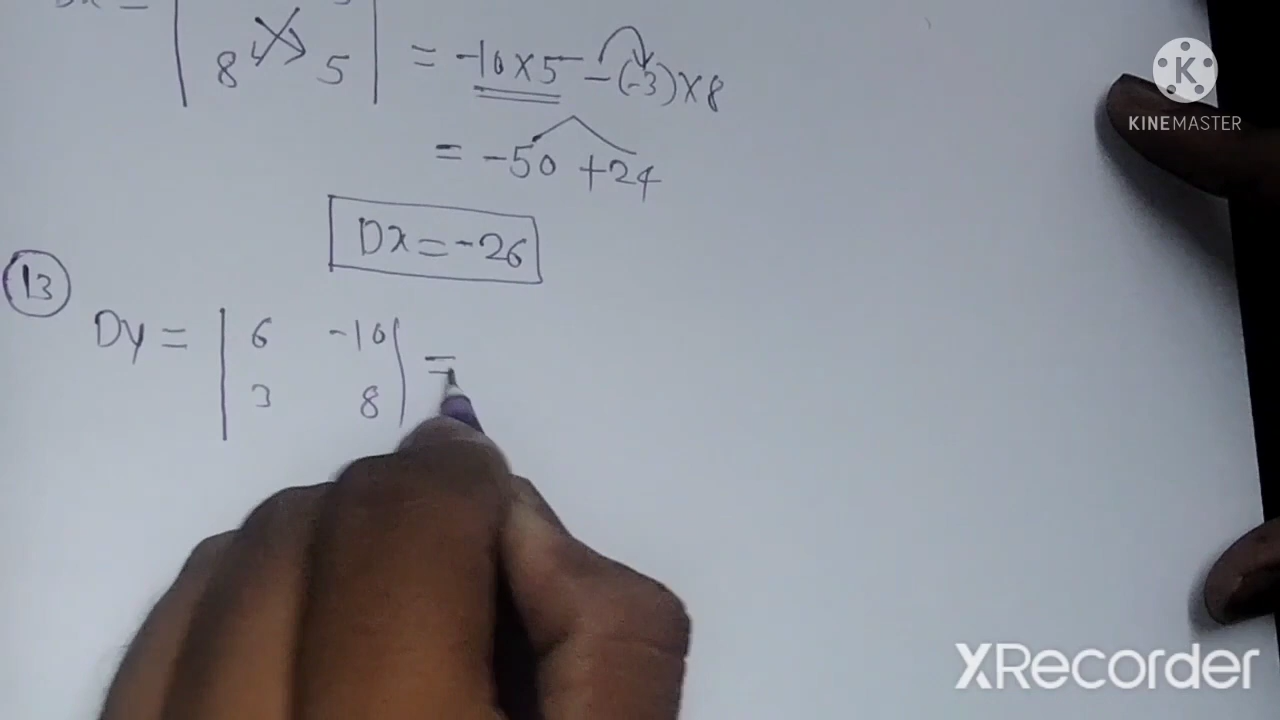 8 5 = -10×5 - (-3)×8
= -50 +24
Dx = -26
13
Dy = | 6 -10 | =
| 3 8 |
KINEMASTER
XRecorder